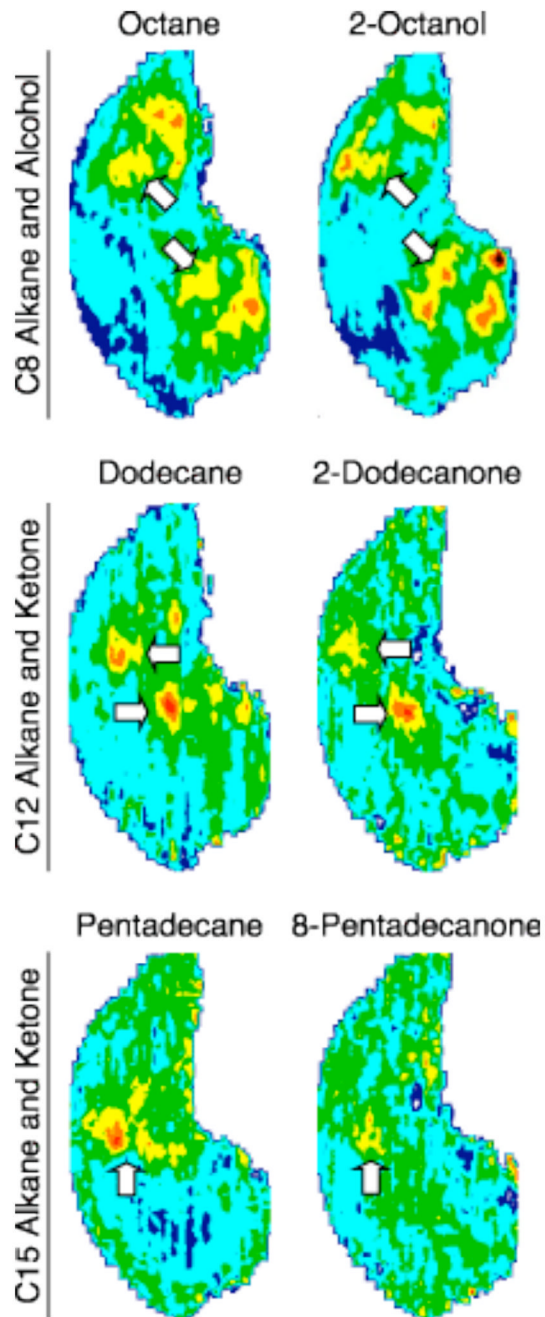 Octane
2-Octanol
C8 Alkane and Alcohol
Dodecane
2-Dodecanone
C12 Alkane and Ketone
Pentadecane
8-Pentadecanone
C15 Alkane and Ketone